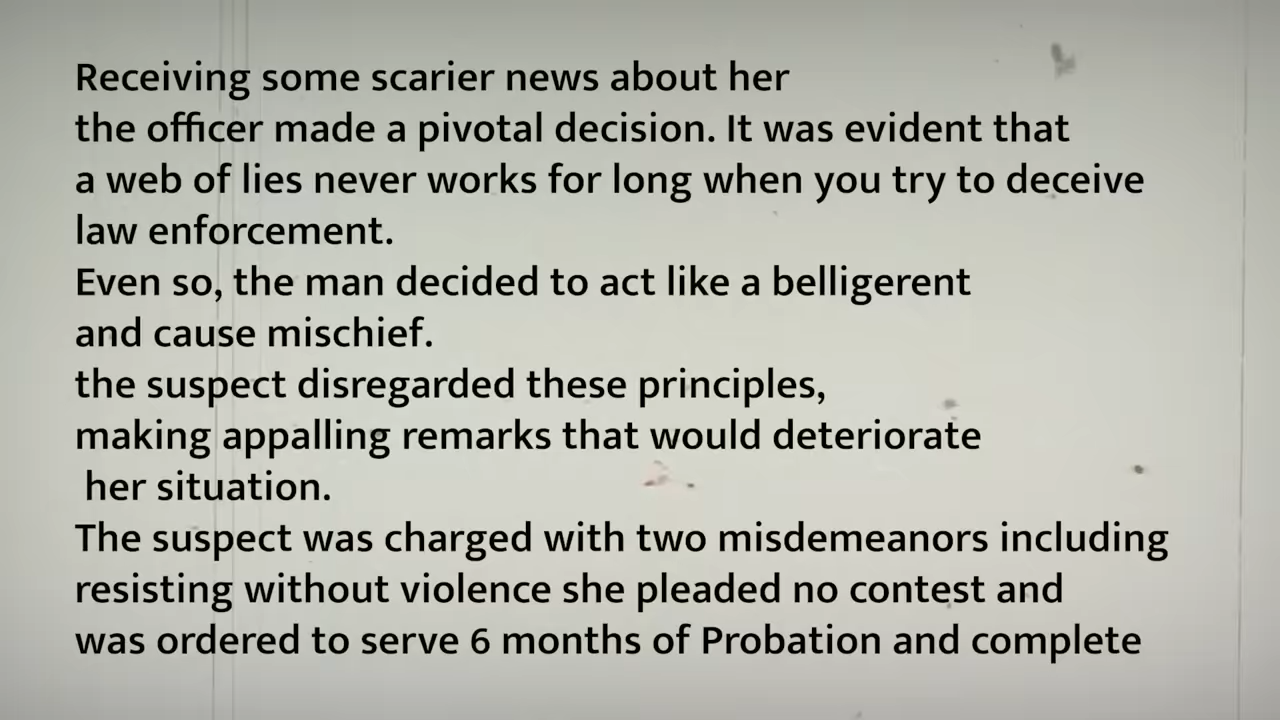 Receiving some scarier news about her
the officer made a pivotal decision. It was evident that
a web of lies never works for long when you try to deceive
law enforcement.
Even so, the man decided to act like a belligerent
and cause mischief.
the suspect disregarded these principles,
making appalling remarks that would deteriorate
her situation.
The suspect was charged with two misdemeanors including
resisting without violence she pleaded no contest and
was ordered to serve 6 months of Probation and complete